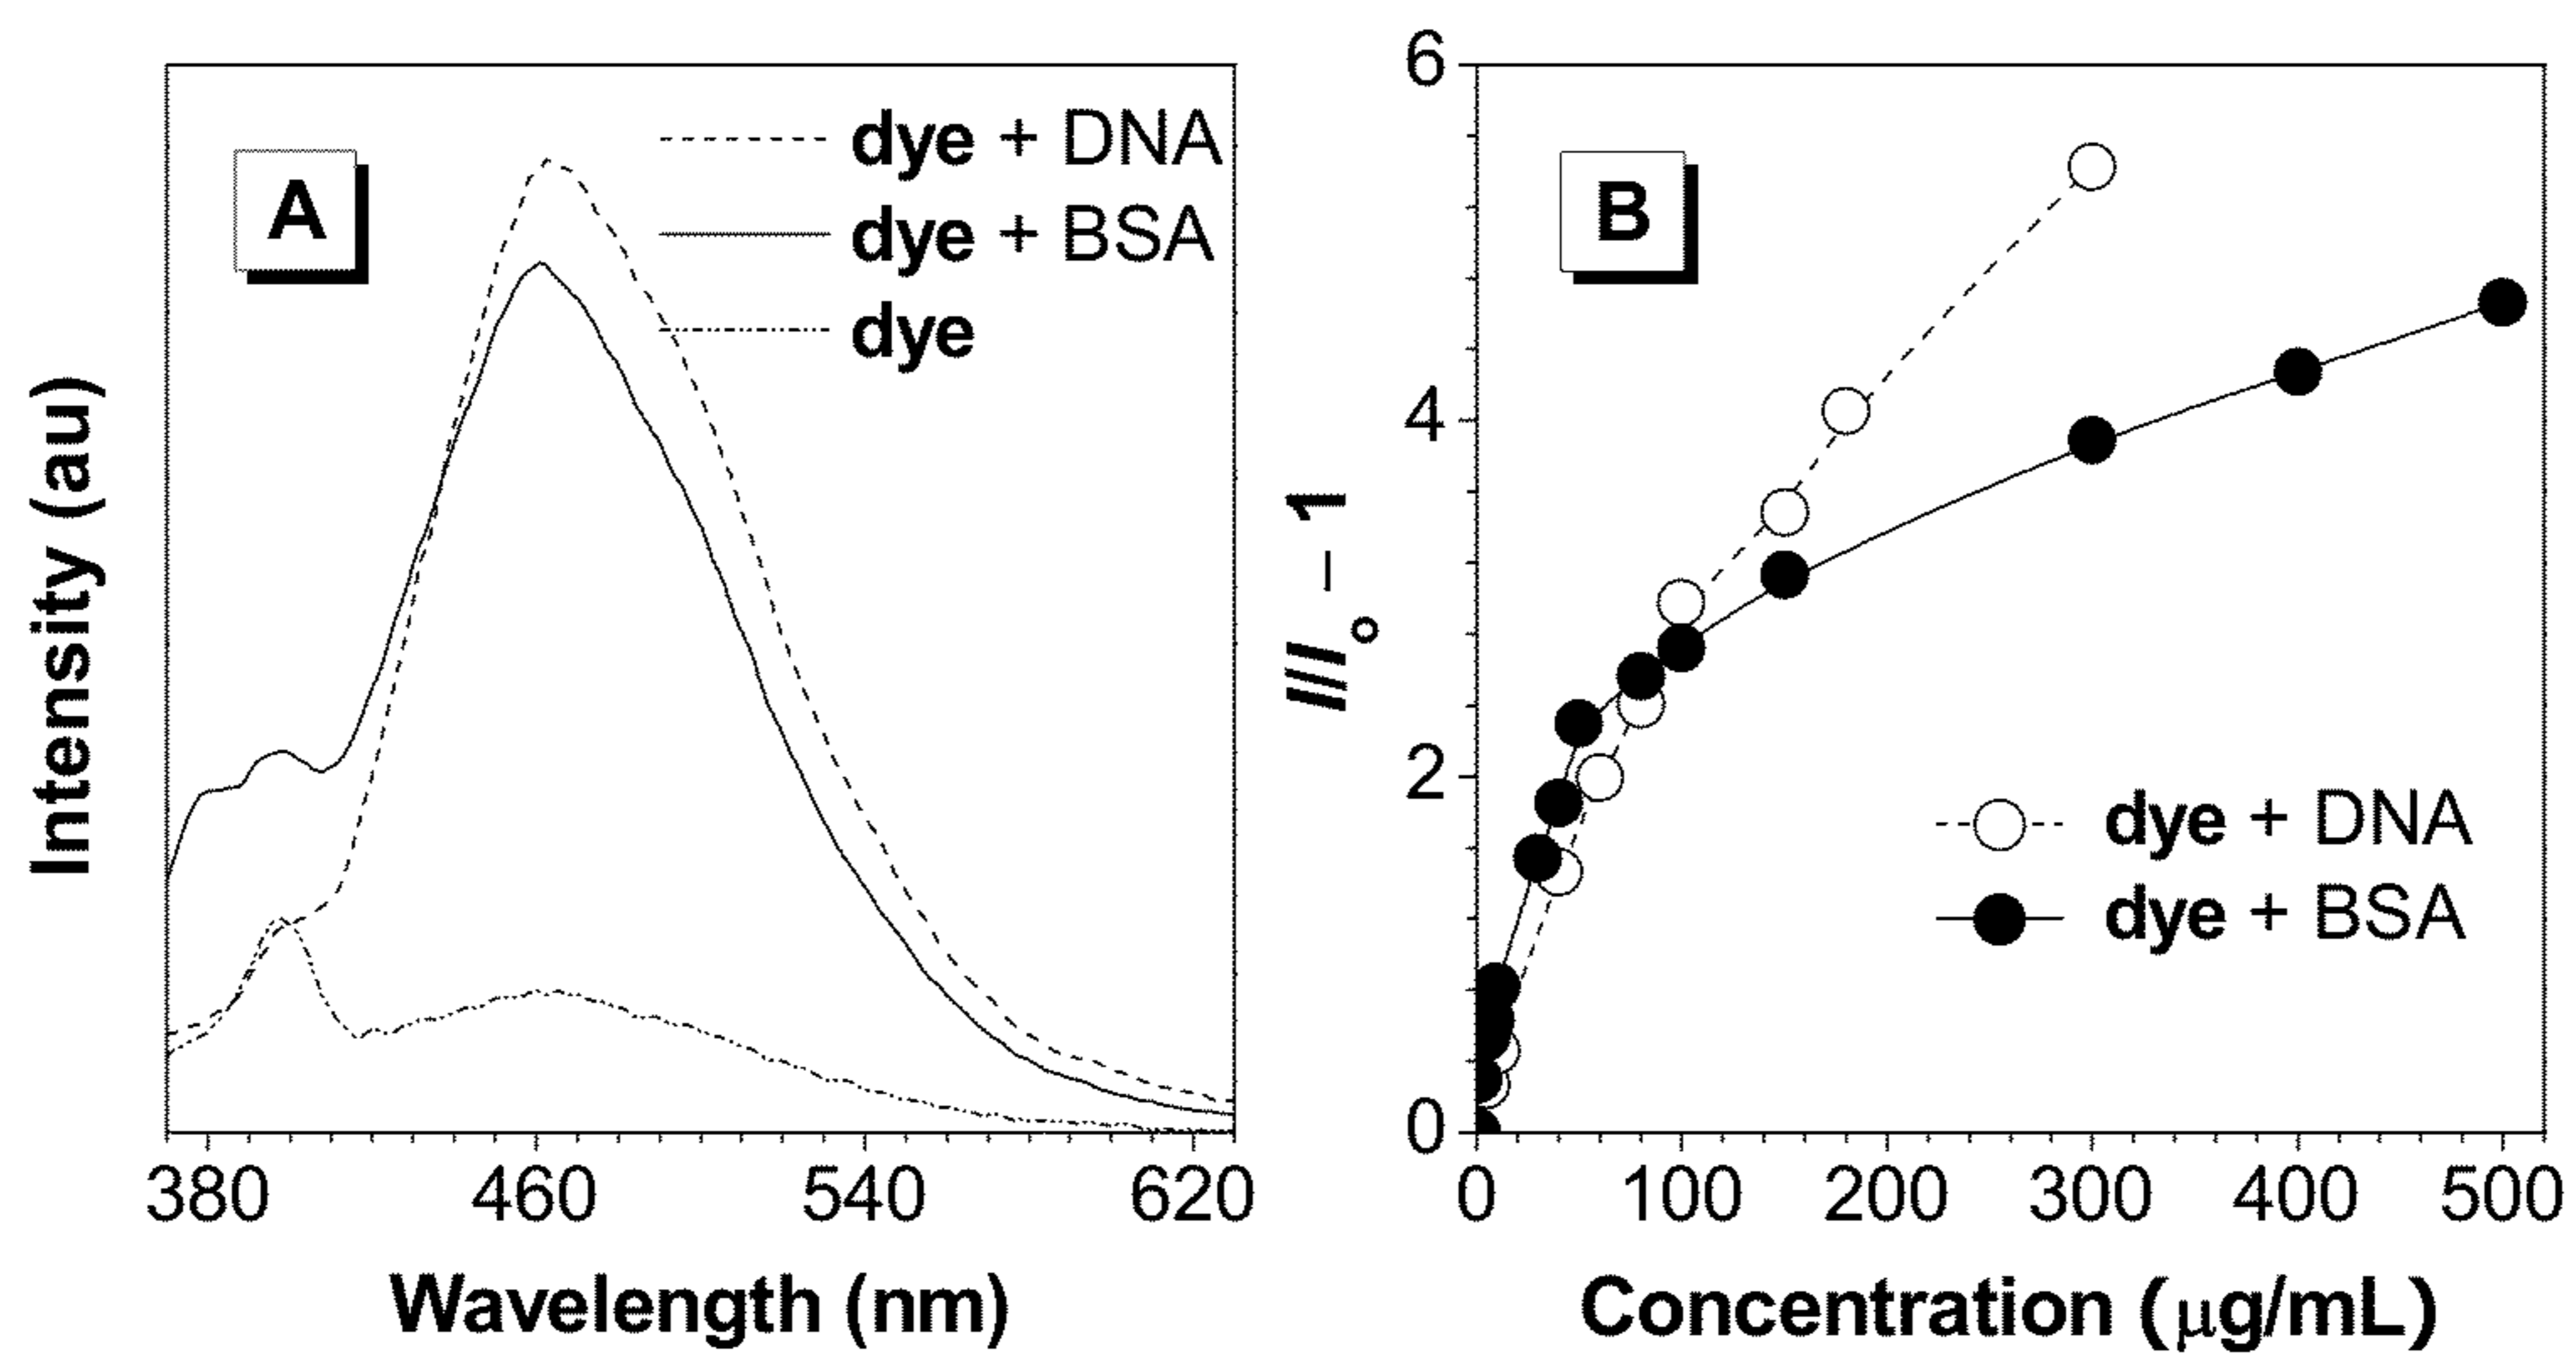 A
dye + DNA
dye + BSA
dye
Intensity (au)
380 460 540 620
Wavelength (nm)
B
6
4
2
0
I/Io – 1
dye + DNA
dye + BSA
0 100 200 300 400 500
Concentration (μg/mL)